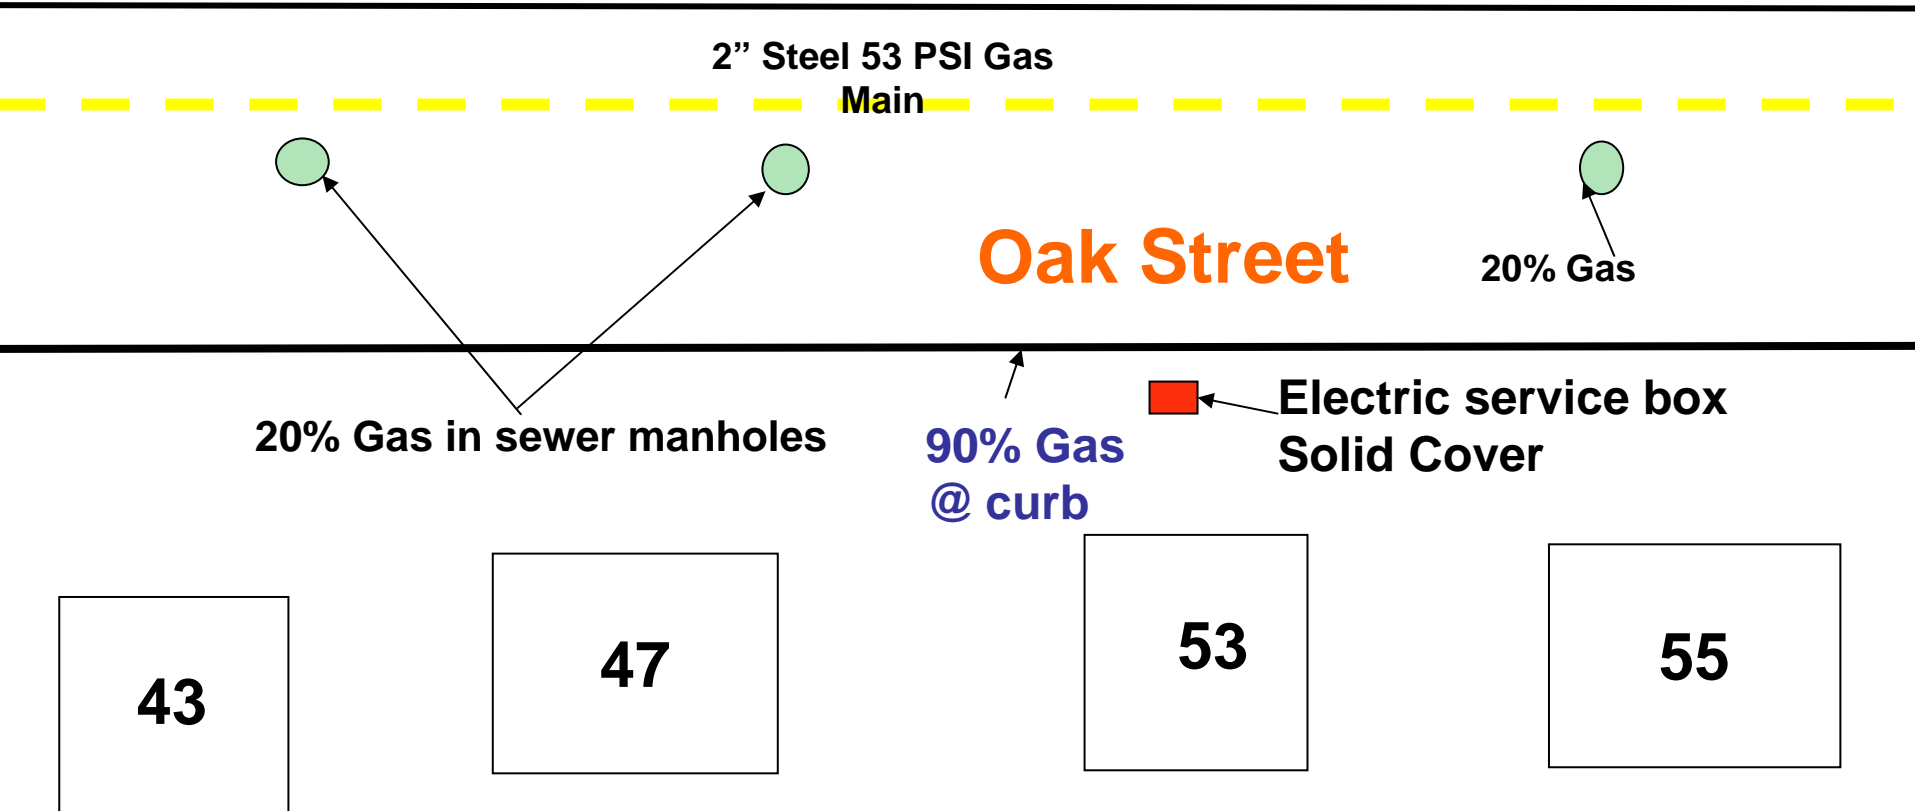 2” Steel 53 PSI Gas
Main
Oak Street
20% Gas
Electric service box
Solid Cover
20% Gas in sewer manholes
90% Gas
@ curb
43
47
53
55